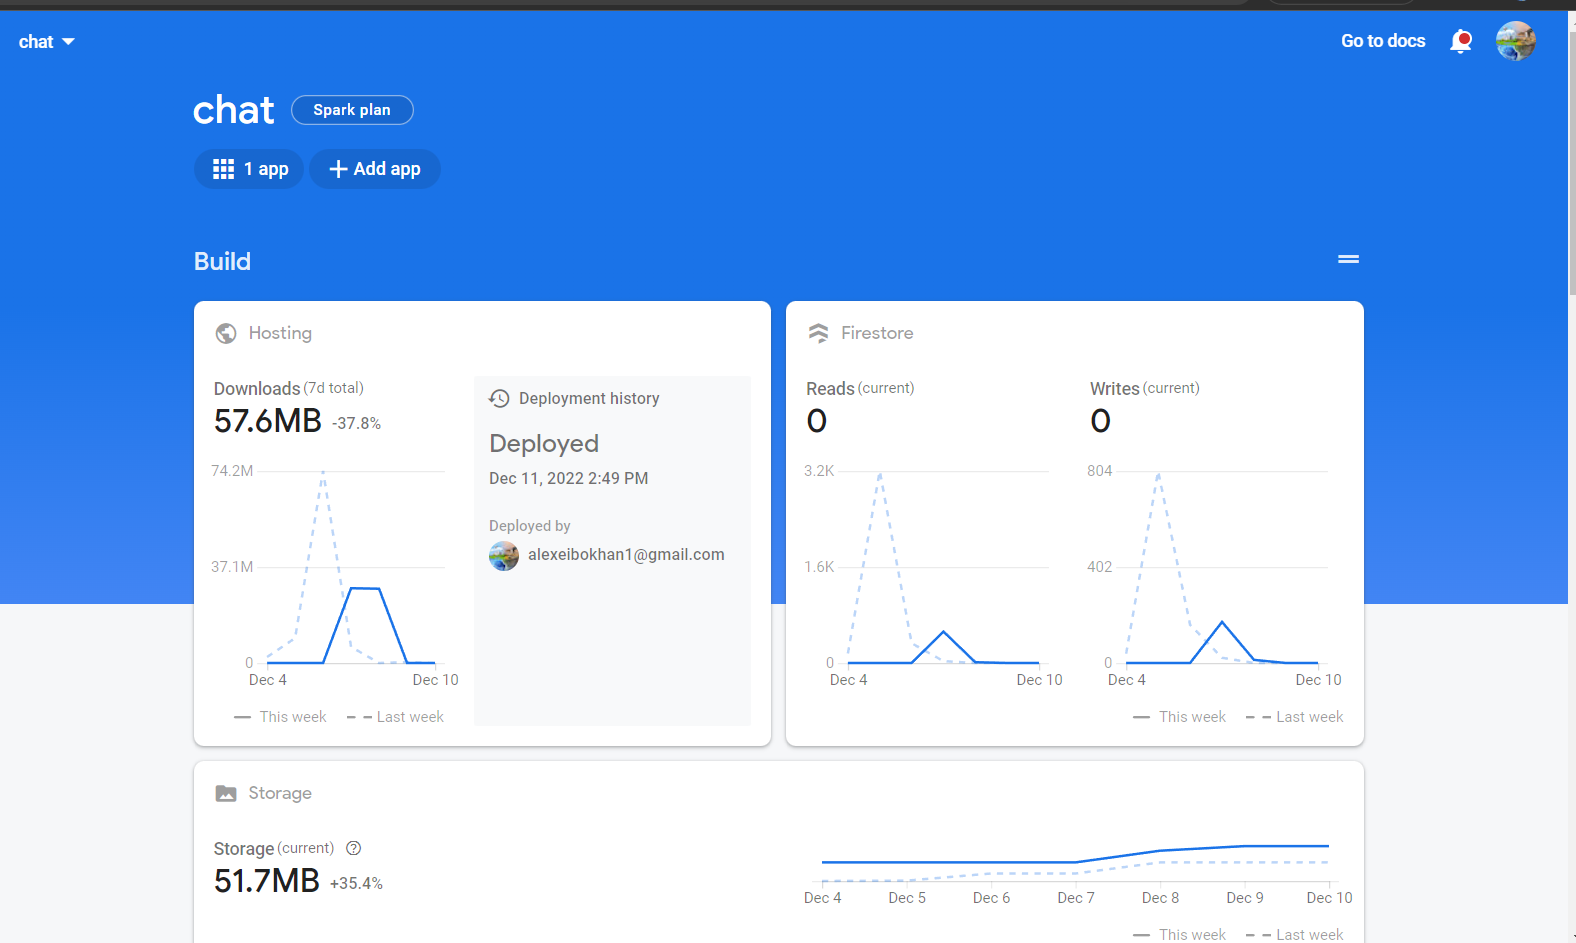 chat
Go to docs
chat
Spark plan
1 app
Add app
Build
Hosting
Downloads (7d total)
57.6MB -37.8%
74.2M
37.1M
0
Dec 4
Dec 10
This week
Last week
Deployment history
Deployed
Dec 11, 2022 2:49 PM
Deployed by
alexeibokhan1@gmail.com
Firestore
Reads (current)
0
3.2K
1.6K
0
Dec 4
Dec 10
Writes (current)
0
804
402
0
Dec 4
Dec 10
This week
Last week
Storage
Storage (current)
51.7MB +35.4%
Dec 4
Dec 5
Dec 6
Dec 7
Dec 8
Dec 9
Dec 10
This week
Last week